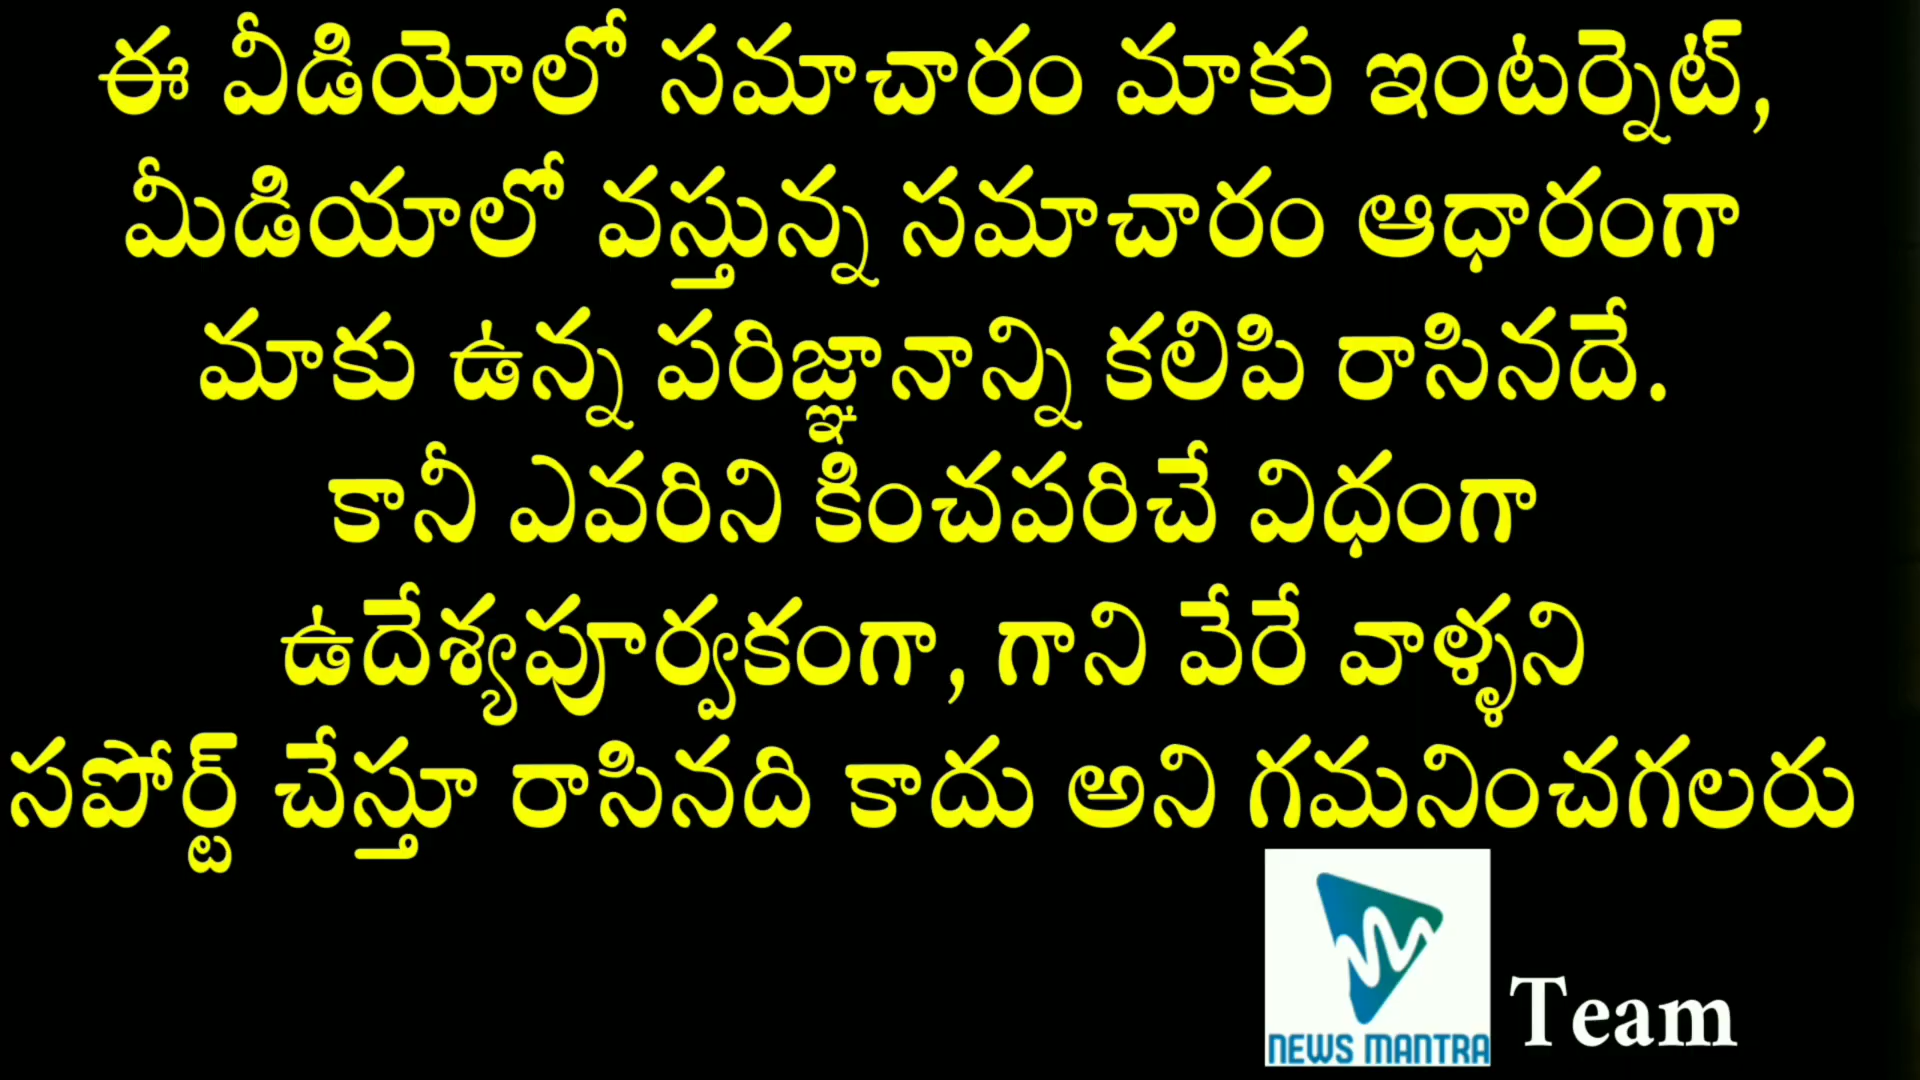 ఈ వీడియోలో సమాచారం మాకు ఇంటర్నెట్,
మీడియాలో వస్తున్న సమాచారం ఆధారంగా
మాకు ఉన్న పరిజ్ఞానాన్ని కలిపి రాసినదే.
కానీ ఎవరిని కించపరిచే విధంగా
ఉదేశ్యపూర్వకంగా, గాని వేరే వాళ్ళని
సపోర్ట్ చేస్తూ రాసినది కాదు అని గమనించగలరు
NEWS MANTRA Team